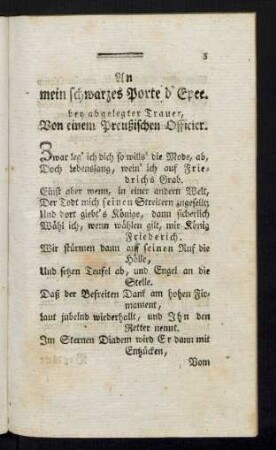 5
An
mein schwarzes Porte d' Epee.
bey abgelegter Trauer,
Von einem Preußischen Officier.
Zwar leg' ich dich so wills' die Mode, ab,
Doch lebenslang, wein' ich auf Frie-
drichs Grab.
Einst aber wenn, in einer andern Welt,
Der Todt mich seinen Streitern zugesellt,
Und dort giebt's Könige, dann sicherlich
Wähl ich, wenn wählen gilt, mir König
Friederich.
Wir stürmen dann auf seinen Ruf die
Hölle,
Und setzen Teufel ab, und Engel an die
Stelle.
Daß der Befreiten Dank am hohen Fir-
mament,
Laut jubelnd wiederhallt, und Ihn den
Retter nennt.
Im Sternen Diadem wird Er dann mit
Entzücken,
Vom